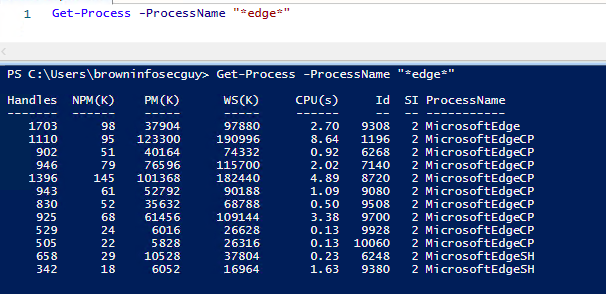 1 Get-Process -ProcessName "*edge*"
PS C:\Users\browninfosecguy> Get-Process -ProcessName "*edge*"
Handles NPM(K) PM(K) WS(K) CPU(s) Id SI ProcessName
------- ------ ----- ----- ------ -- -- -----------
1703 98 37904 97880 2.70 9308 2 MicrosoftEdge
1110 95 123300 190996 8.64 1196 2 MicrosoftEdgeCP
902 51 40164 74332 0.92 6268 2 MicrosoftEdgeCP
946 79 76596 115700 2.02 7140 2 MicrosoftEdgeCP
1396 145 101368 182440 4.89 8720 2 MicrosoftEdgeCP
943 61 52792 90188 1.09 9080 2 MicrosoftEdgeCP
830 52 35632 68788 0.50 9508 2 MicrosoftEdgeCP
925 68 61456 109144 3.38 9700 2 MicrosoftEdgeCP
529 24 6016 26628 0.13 9928 2 MicrosoftEdgeCP
505 22 5828 26316 0.13 10060 2 MicrosoftEdgeCP
658 29 10528 37804 0.23 6248 2 MicrosoftEdgeSH
342 18 6052 16964 1.63 9380 2 MicrosoftEdgeSH